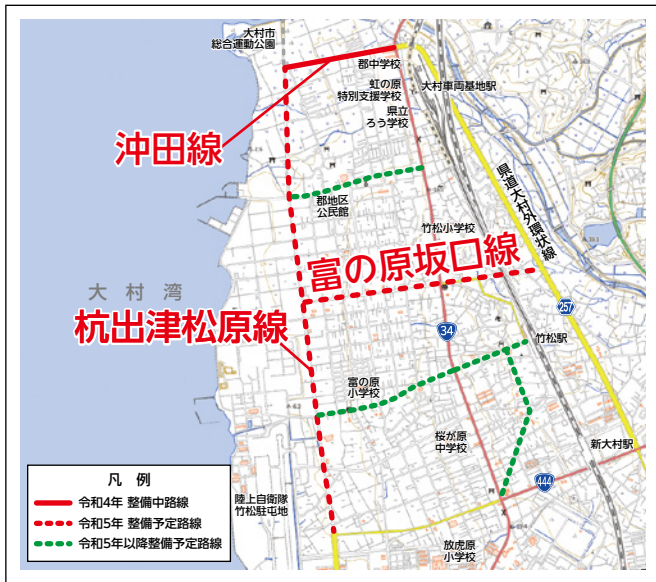 大村市
総合運動公園
郡中学校
虹の原
特別支援学校
大村車両基地駅
県立
ろう学校
沖田線
郡地区
公民館
竹松小学校
県道大村外環状線
富の原坂口線
大村湾
257
杭出津松原線
34
竹松駅
富の原
小学校
桜が原
中学校
新大村駅
444
凡例
令和4年 整備中路線
令和5年 整備予定路線
令和5年以降整備予定路線
陸上自衛隊
竹松駐屯地
放虎原
小学校